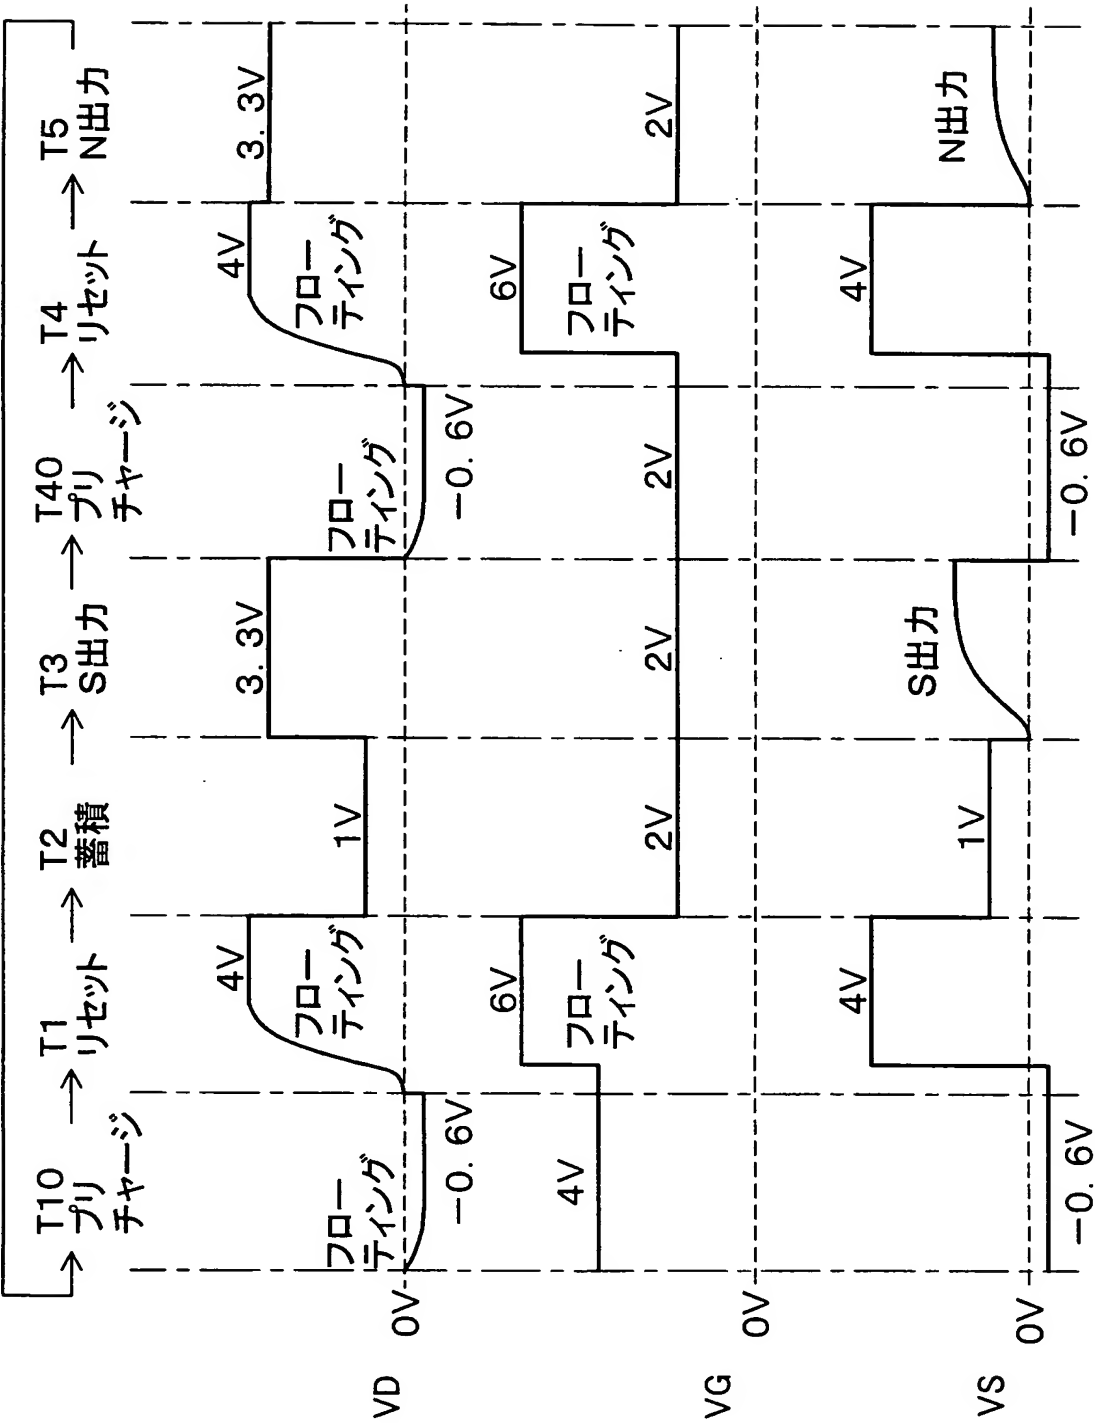 →T10→T1→T2→T3→T40→T4→T5
プリ
チャージ
リセット
蓄積
S出力
プリ
チャージ
リセット
N出力
VD
0V
フロー
ティング
−0. 6V
4V
フロー
ティング
1V
3. 3V
フロー
ティング
−0. 6V
4V
フロー
ティング
3. 3V
VG
0V
4V
6V
フロー
ティング
2V
2V
2V
6V
フロー
ティング
2V
VS
0V
−0. 6V
4V
1V
S出力
−0. 6V
4V
N出力